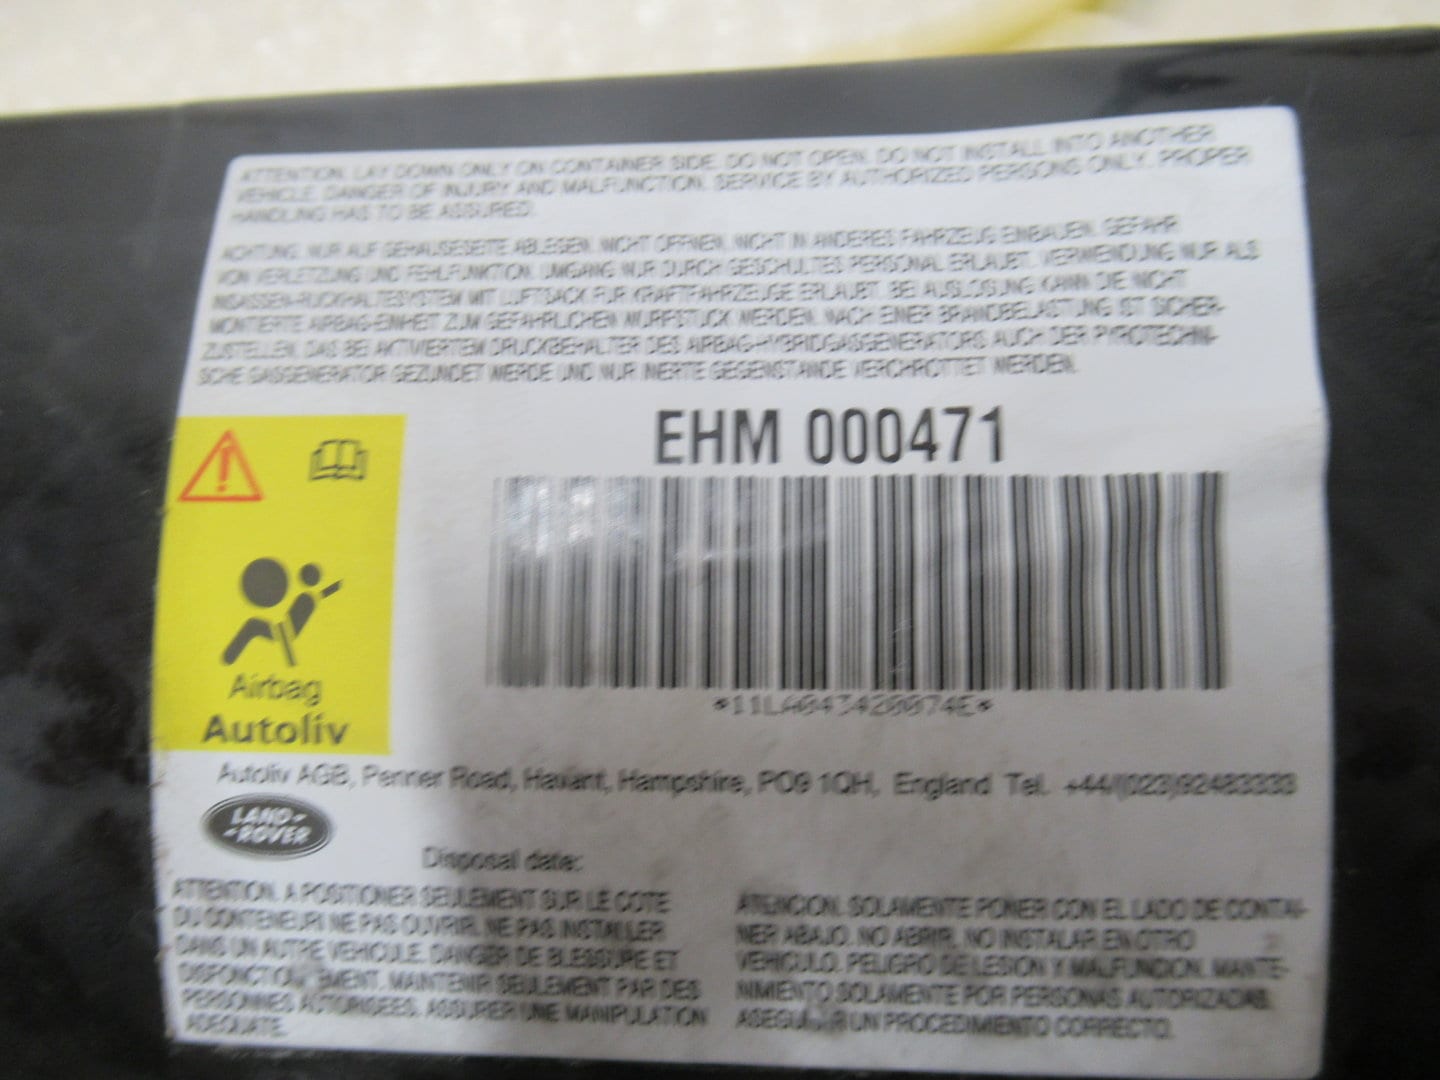 ATTENTION. LAY DOWN ONLY ON CONTAINER SIDE. DO NOT OPEN. DO NOT INSTALL INTO ANOTHER
VEHICLE. DANGER OF INJURY AND MALFUNCTION. SERVICE BY AUTHORIZED PERSONS ONLY. PROPER
HANDLING HAS TO BE ASSURED.
ACHTUNG. NUR AUF GEHAUSESEITE ABLEGEN. NICHT OFFNEN. NICHT IN ANDERES FAHRZEUG EINBAUEN. GEFAHR
VON VERLETZUNG UND FEHLFUNKTION. UMGANG NUR DURCH GESCHULTES PERSONAL ERLAUBT. VERWENDUNG NUR ALS
INSASSEN-RUCKHALTESYSTEM MIT LUFTSACK FUR KRAFTFAHRZEUGE ERLAUBT. BEI AUSLOSUNG KANN DIE NICHT
MONTIERTE AIRBAG-EINHEIT ZUM GEFAHRLICHEN WURFSTUCK WERDEN. NACH EINER BRANDBELASTUNG IST SICHER-
ZUSTELLEN, DAS BEI AKTIVIERTEM DRUCKBEHALTER DES AIRBAG-HYBRIDGASGENERATORS AUCH DER PYROTECHNI-
SCHE GASGENERATOR GEZUNDET WERDE UND NUR INERTE GEGENSTANDE VERCHROTTET WERDEN.
EHM 000471
*11LA043420074E*
Airbag
Autoliv
Autoliv AGB, Penner Road, Havant, Hampshire, PO9 1QH, England Tel. +44/(023)92483333
LAND-
-ROVER
Disposal date:
ATTENTION. A POSITIONER SEULEMENT SUR LE COTE
DU CONTENEUR. NE PAS OUVRIR. NE PAS INSTALLER
DANS UN AUTRE VEHICULE. DANGER DE BLESSURE ET
MAINTENIR SEULEMENT PAR DES
PERSONNES AUTORISEES. ASSURER UNE MANIPULATION
ADEQUATE.
ATENCION. SOLAMENTE PONER CON EL LADO DE CONTAI-
NER ABAJO. NO ABRIR. NO INSTALAR EN OTRO
VEHICULO. PELIGRO DE LESION Y MALFUNCION. MANTE-
NIMIENTO SOLAMENTE POR PERSONAS AUTORIZADAS.
ASEGURAR UN PROCEDIMIENTO CORRECTO.